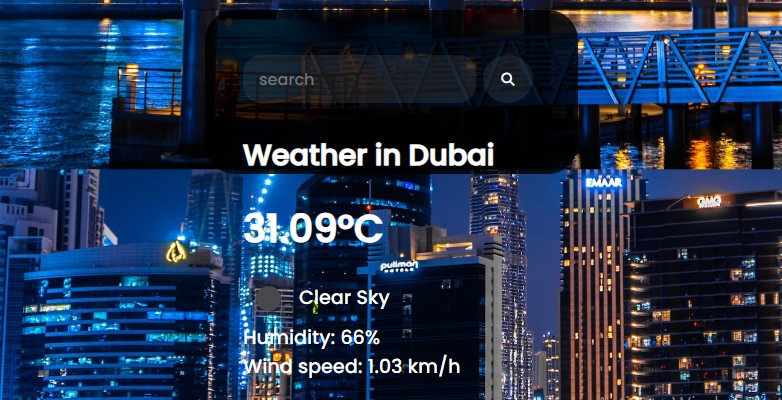 search
Weather in Dubai
EMAAR
GMG
31.09°C
pullman
HOTELS
Clear Sky
Humidity: 66%
Wind speed: 1.03 km/h